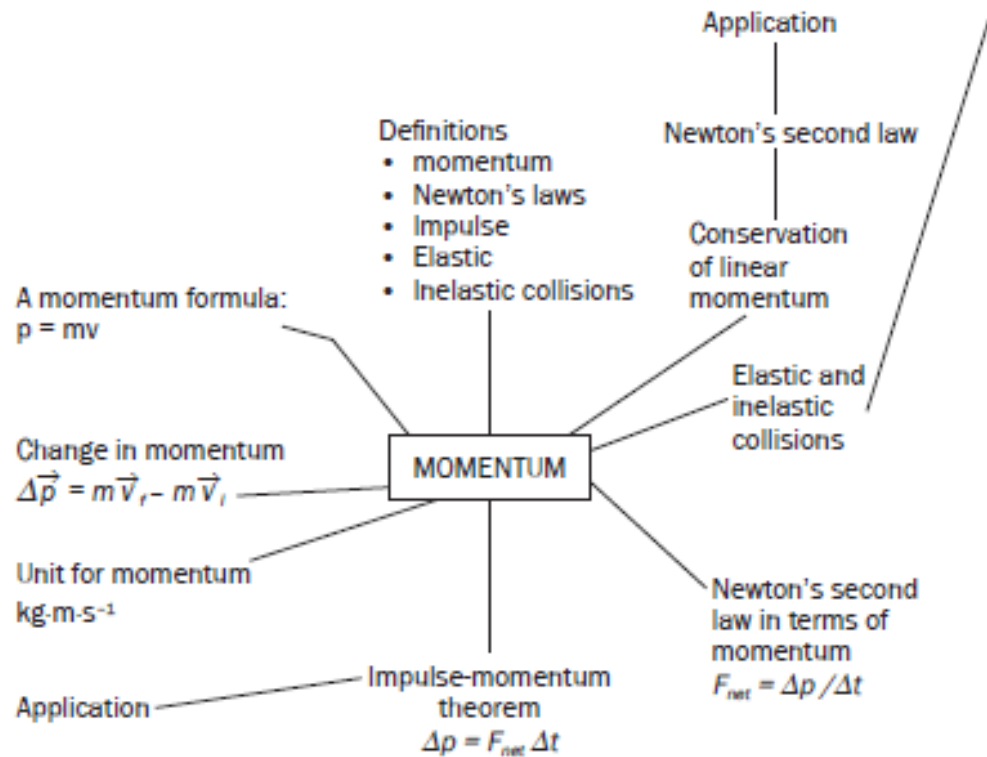 Application
Newton's second law
Conservation
of linear
momentum
Definitions
• momentum
• Newton's laws
• Impulse
• Elastic
• Inelastic collisions
A momentum formula:
p = mv
Elastic and
inelastic
collisions
MOMENTUM
Change in momentum
Δp⃗ = mv⃗f – mv⃗i
Unit for momentum
kg·m·s⁻¹
Newton's second
law in terms of
momentum
Fnet = Δp/Δt
Application
Impulse-momentum
theorem
Δp = Fnet Δt